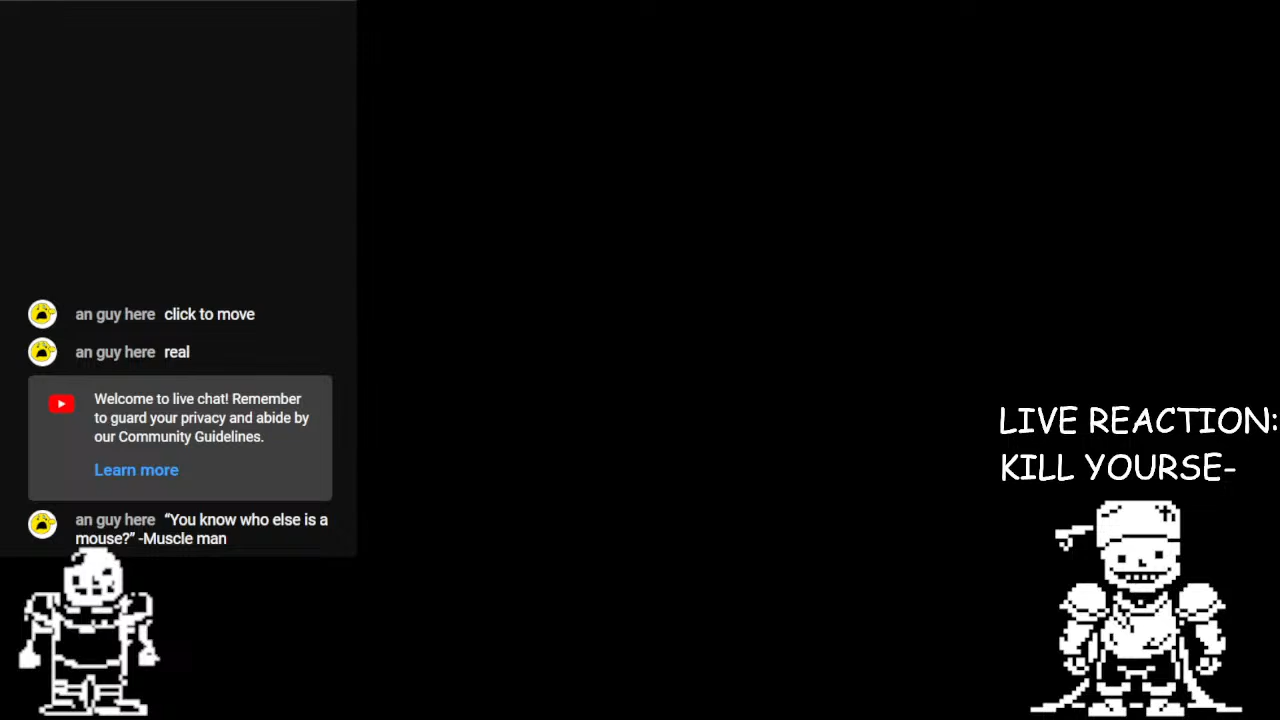 an guy here click to move
an guy here real
Welcome to live chat! Remember
to guard your privacy and abide by
our Community Guidelines.
Learn more
an guy here “You know who else is a
mouse?” -Muscle man
LIVE REACTION:
KILL YOURSE-